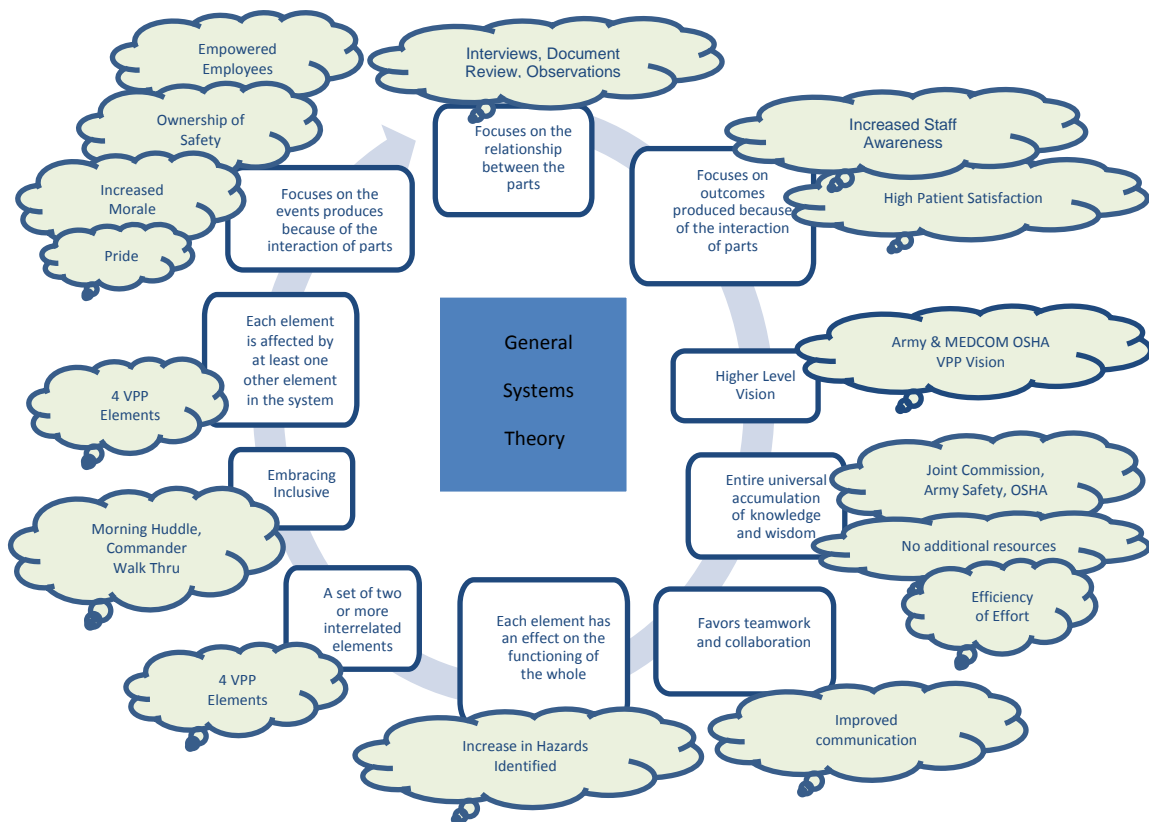 Empowered
Employees
Ownership of
Safety
Increased
Morale
Pride
Interviews, Document
Review, Observations
Focuses on the
relationship
between the
parts
Increased Staff
Awareness
High Patient Satisfaction
Focuses on
outcomes
produced because
of the interaction
of parts
Focuses on the
events produces
because of the
interaction of parts
General
Systems
Theory
Army & MEDCOM OSHA
VPP Vision
Higher Level
Vision
Each element
is affected by
at least one
other element
in the system
4 VPP
Elements
Joint Commission,
Army Safety, OSHA
No additional resources
Efficiency
of Effort
Entire universal
accumulation
of knowledge
and wisdom
Embracing
Inclusive
Morning Huddle,
Commander
Walk Thru
Favors teamwork
and collaboration
Improved
communication
Each element has
an effect on the
functioning of
the whole
Increase in Hazards
Identified
A set of two
or more
interrelated
elements
4 VPP
Elements